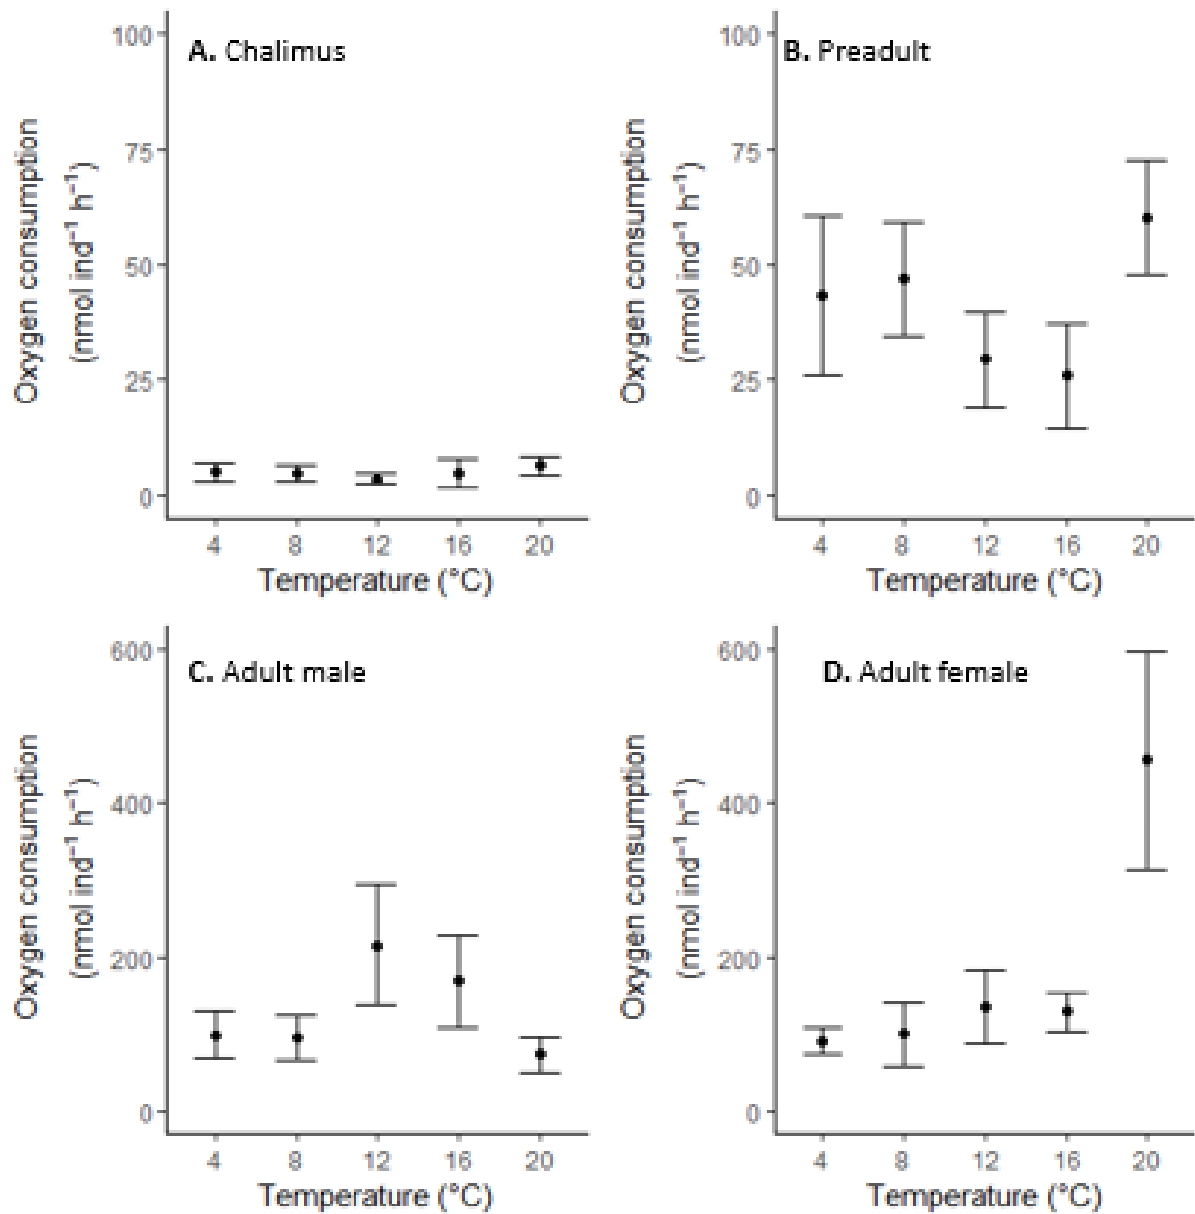 A. Chalimus
100
75
50
25
0
Oxygen consumption
(nmol ind⁻¹ h⁻¹)
4 8 12 16 20
Temperature (°C)
B. Preadult
100
75
50
25
0
Oxygen consumption
(nmol ind⁻¹ h⁻¹)
4 8 12 16 20
Temperature (°C)
C. Adult male
600
400
200
0
Oxygen consumption
(nmol ind⁻¹ h⁻¹)
4 8 12 16 20
Temperature (°C)
D. Adult female
600
400
200
0
Oxygen consumption
(nmol ind⁻¹ h⁻¹)
4 8 12 16 20
Temperature (°C)